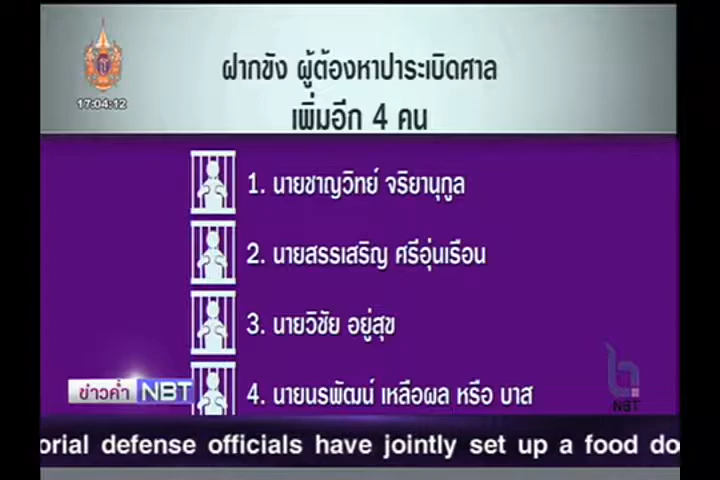 ฝากขัง ผู้ต้องหาปาระเบิดศาล
เพิ่มอีก 4 คน
17:04:12
1. นายชาญวิทย์ จริยานุกูล
2. นายสรรเสริญ ศรีอุ่นเรือน
3. นายวิชัย อยู่สุข
4. นายนรพัฒน์ เหลือผล หรือ บาส
ข่าวค่ำ NBT
NBT
orial defense officials have jointly set up a food do